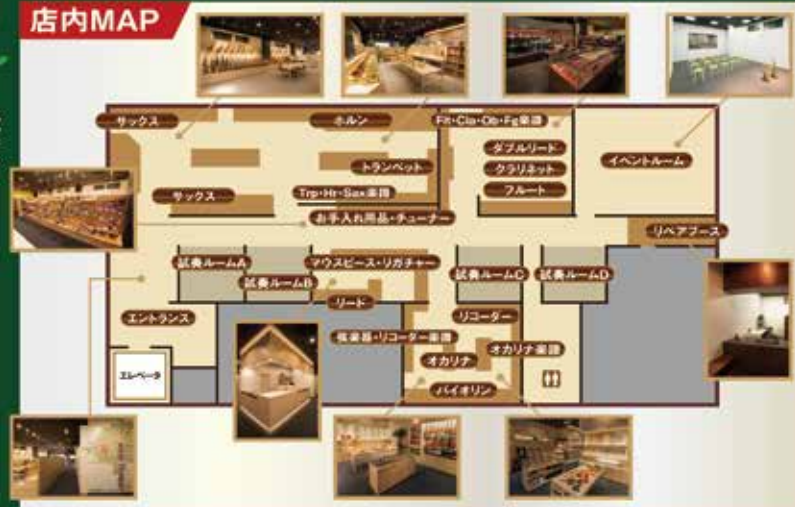 店内MAP
サックス
ホルン
Flt・Cla・Ob・Fg楽譜
ダブルリード
クラリネット
フルート
イベントルーム
トランペット
サックス
Trp・Hr・Sax楽譜
お手入れ用品・チューナー
リペアブース
試奏ルームA
試奏ルームB
マウスピース・リガチャー
試奏ルームC
試奏ルームD
リード
エントランス
リコーダー
弦楽器・リコーダー楽譜
オカリナ
オカリナ楽譜
エレベータ
バイオリン